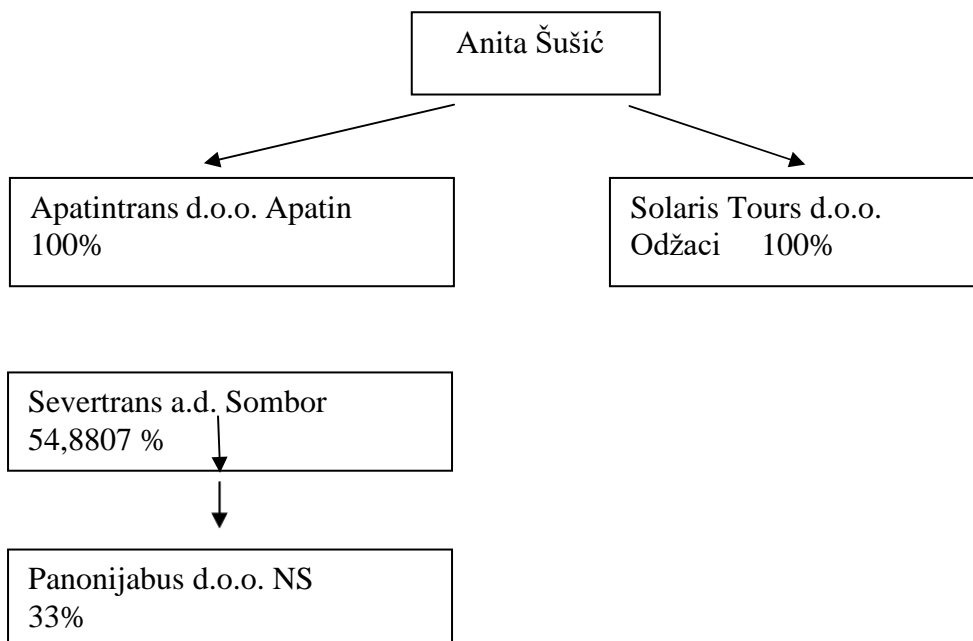 Anita Šušić
Apatintrans d.o.o. Apatin
100%
Solaris Tours d.o.o.
Odžaci 100%
Severtrans a.d. Sombor
54,8807 %
Panonijabus d.o.o. NS
33%